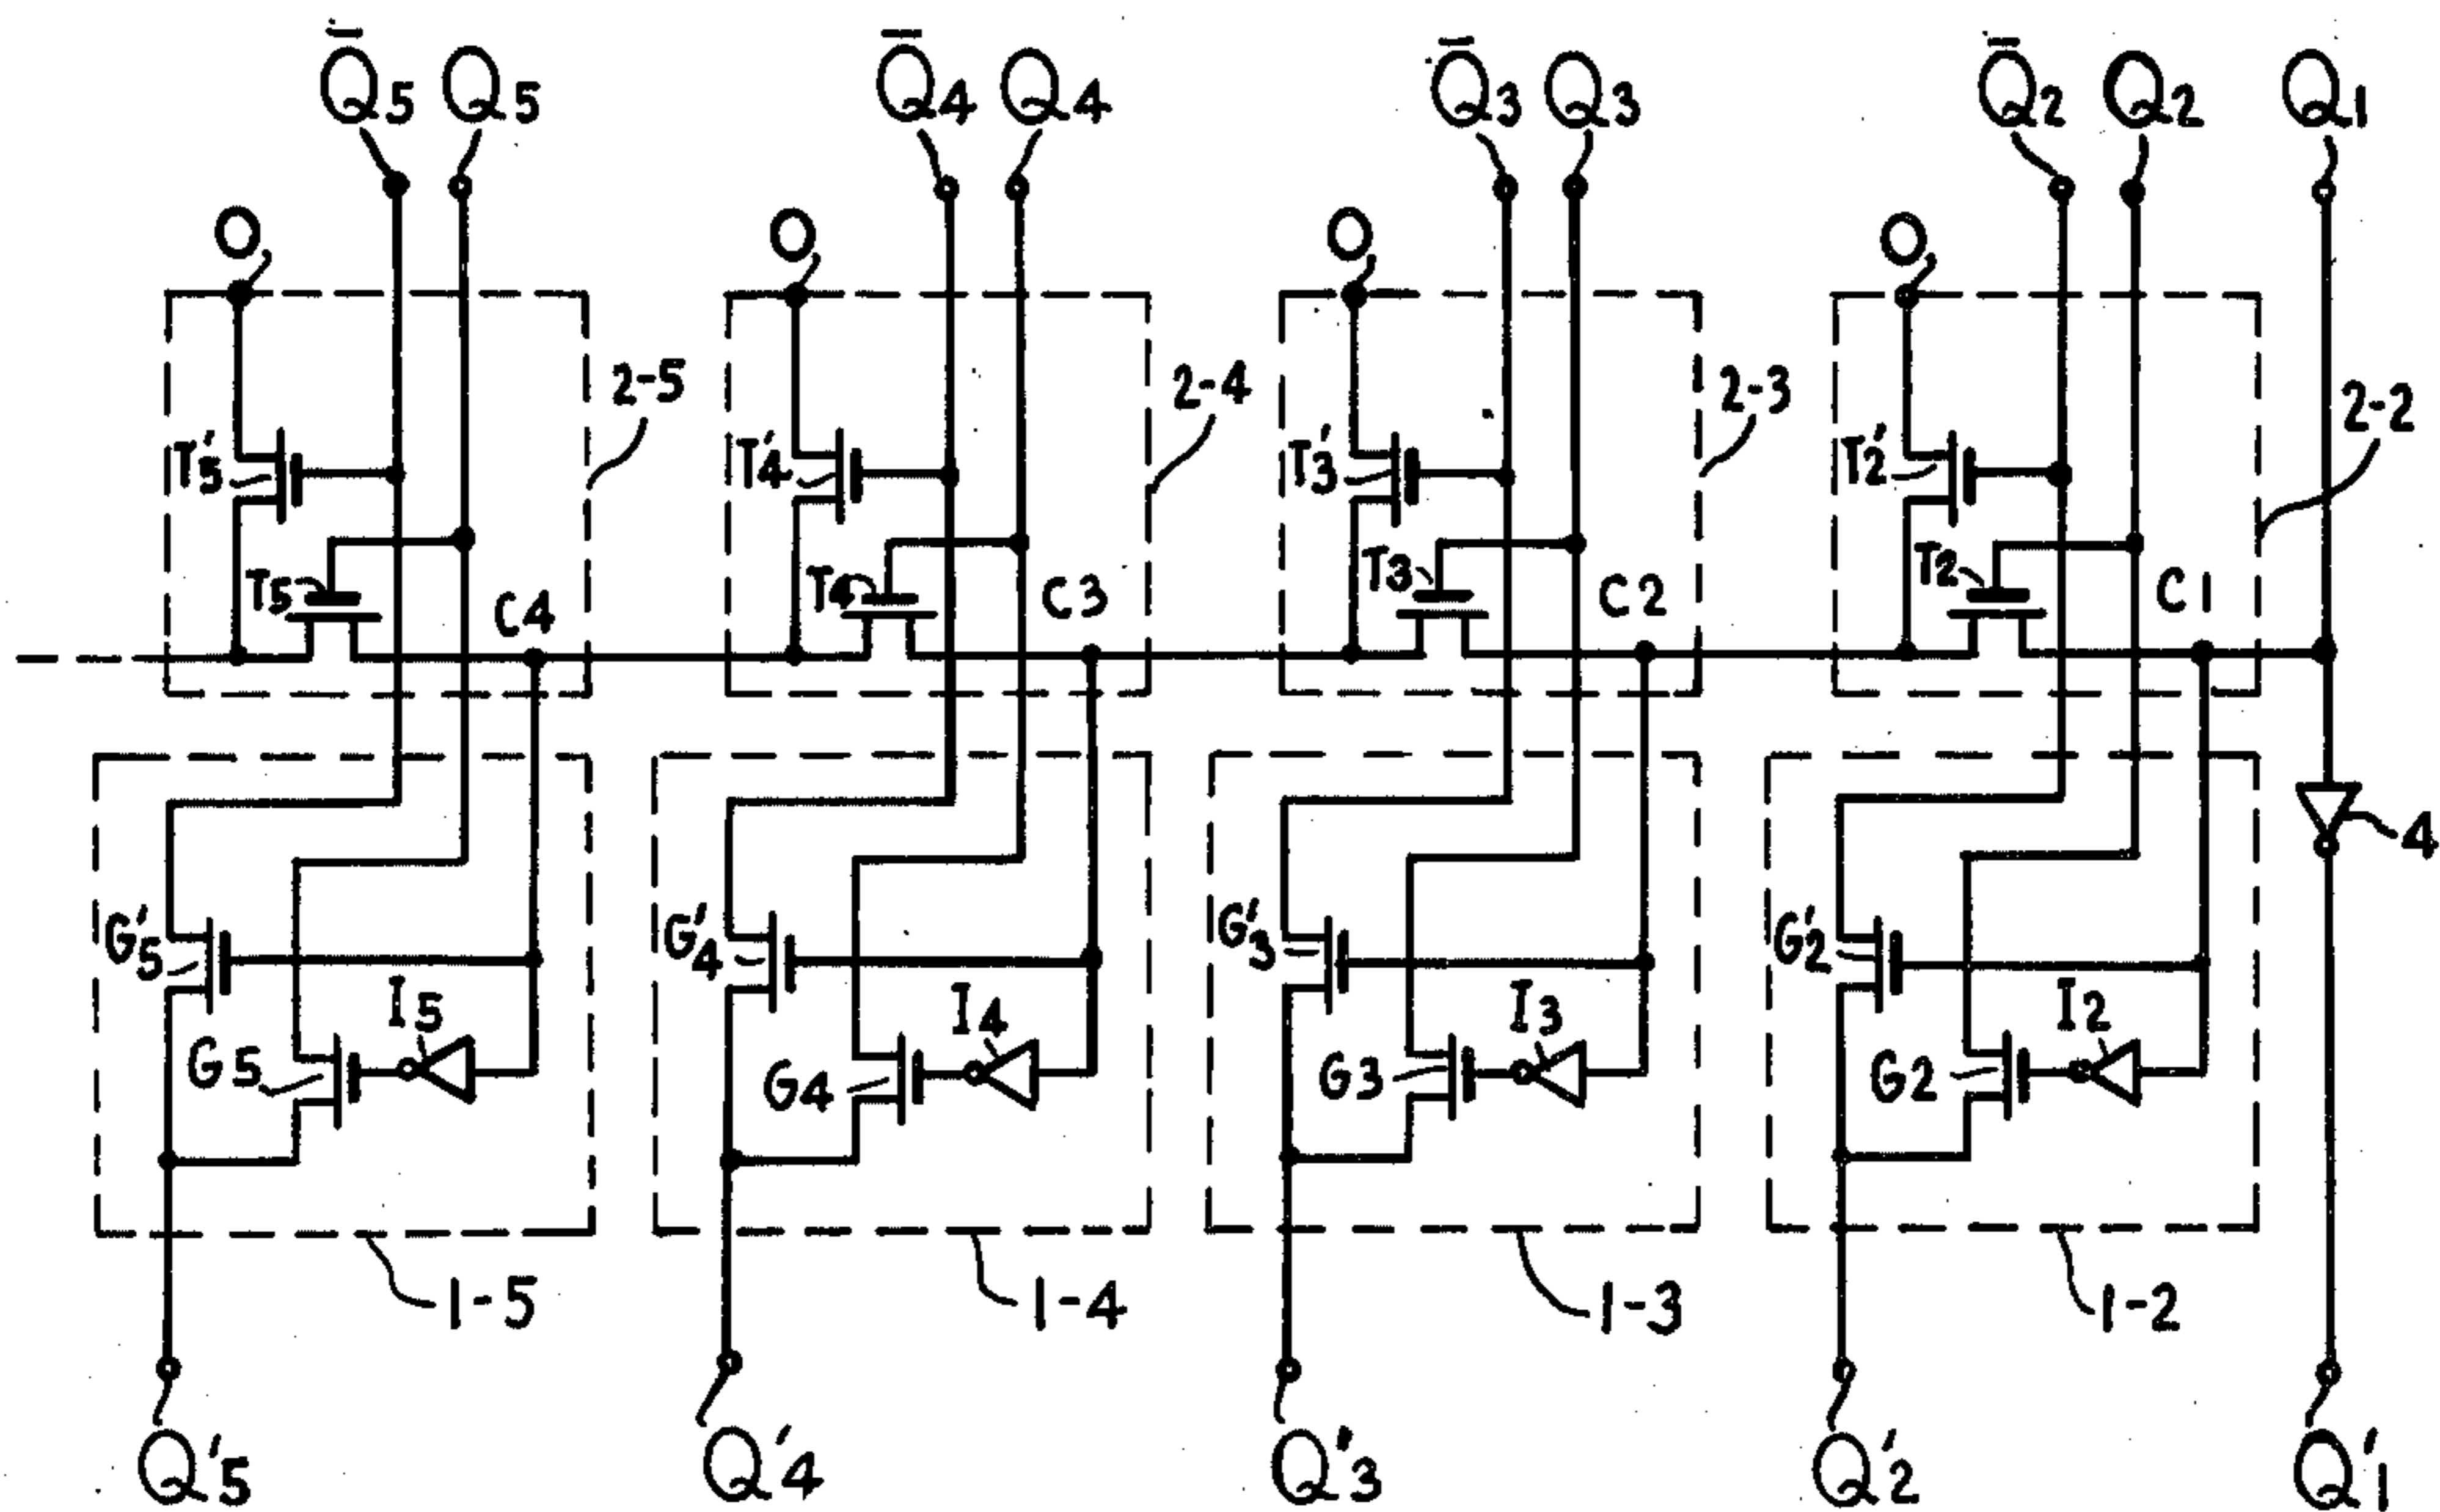 Q̄5 Q5 Q̄4 Q4 Q̄3 Q3 Q̄2 Q2 Q1
O O O O
2-5 2-4 2-3 2-2
T'5 T'4 T'3 T'2
T5 C4 T4 C3 T3 C2 T2 C1
4
G'5 G'4 G'3 G'2
I5 I4 I3 I2
G5 G4 G3 G2
1-5 1-4 1-3 1-2
Q'5 Q'4 Q'3 Q'2 Q'1